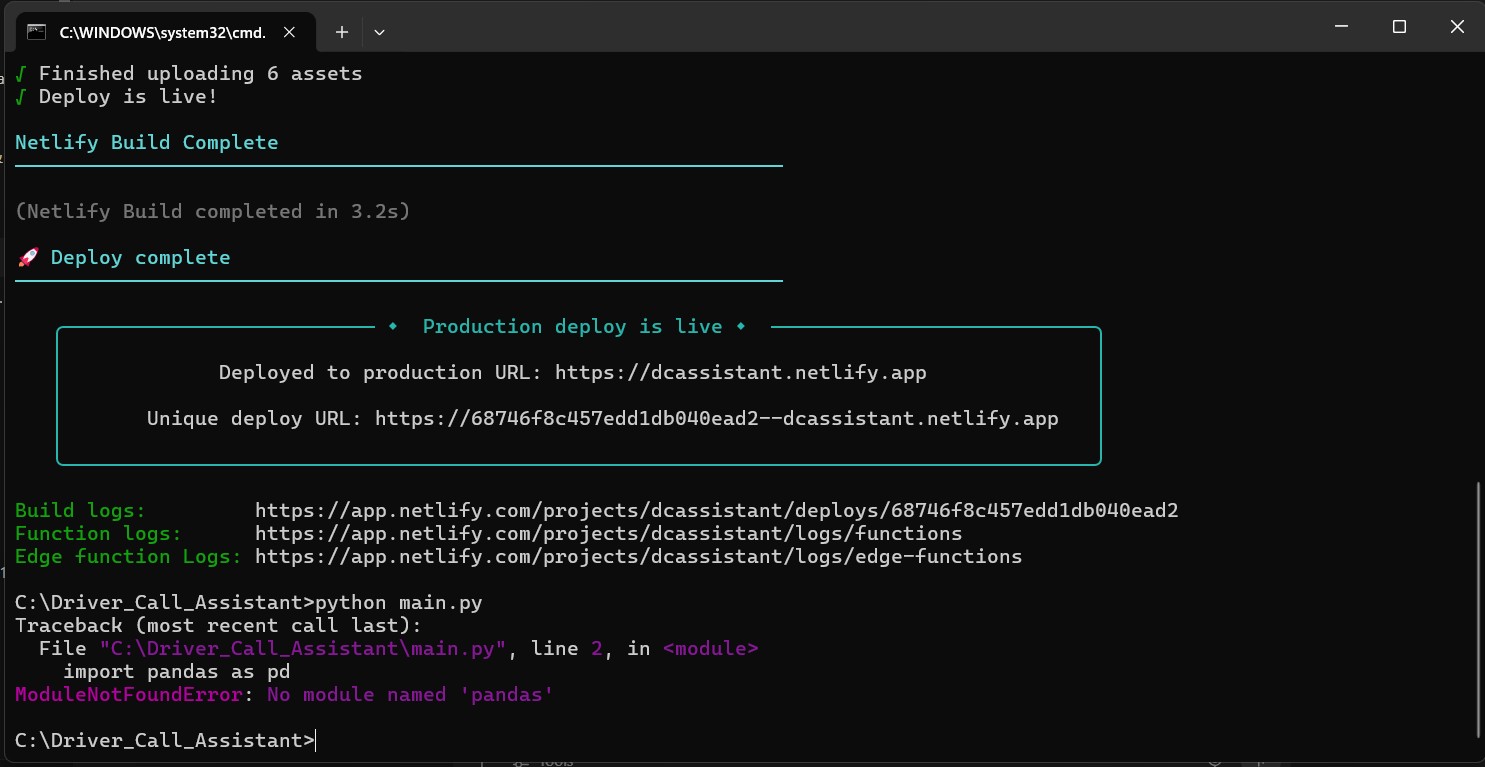 C:\WINDOWS\system32\cmd.
√ Finished uploading 6 assets
√ Deploy is live!
Netlify Build Complete
(Netlify Build completed in 3.2s)
🚀 Deploy complete
⬥ Production deploy is live ⬥
Deployed to production URL: https://dcassistant.netlify.app
Unique deploy URL: https://68746f8c457edd1db040ead2--dcassistant.netlify.app
Build logs: https://app.netlify.com/projects/dcassistant/deploys/68746f8c457edd1db040ead2
Function logs: https://app.netlify.com/projects/dcassistant/logs/functions
Edge function Logs: https://app.netlify.com/projects/dcassistant/logs/edge-functions
C:\Driver_Call_Assistant>python main.py
Traceback (most recent call last):
File "C:\Driver_Call_Assistant\main.py", line 2, in <module>
import pandas as pd
ModuleNotFoundError: No module named 'pandas'
C:\Driver_Call_Assistant>